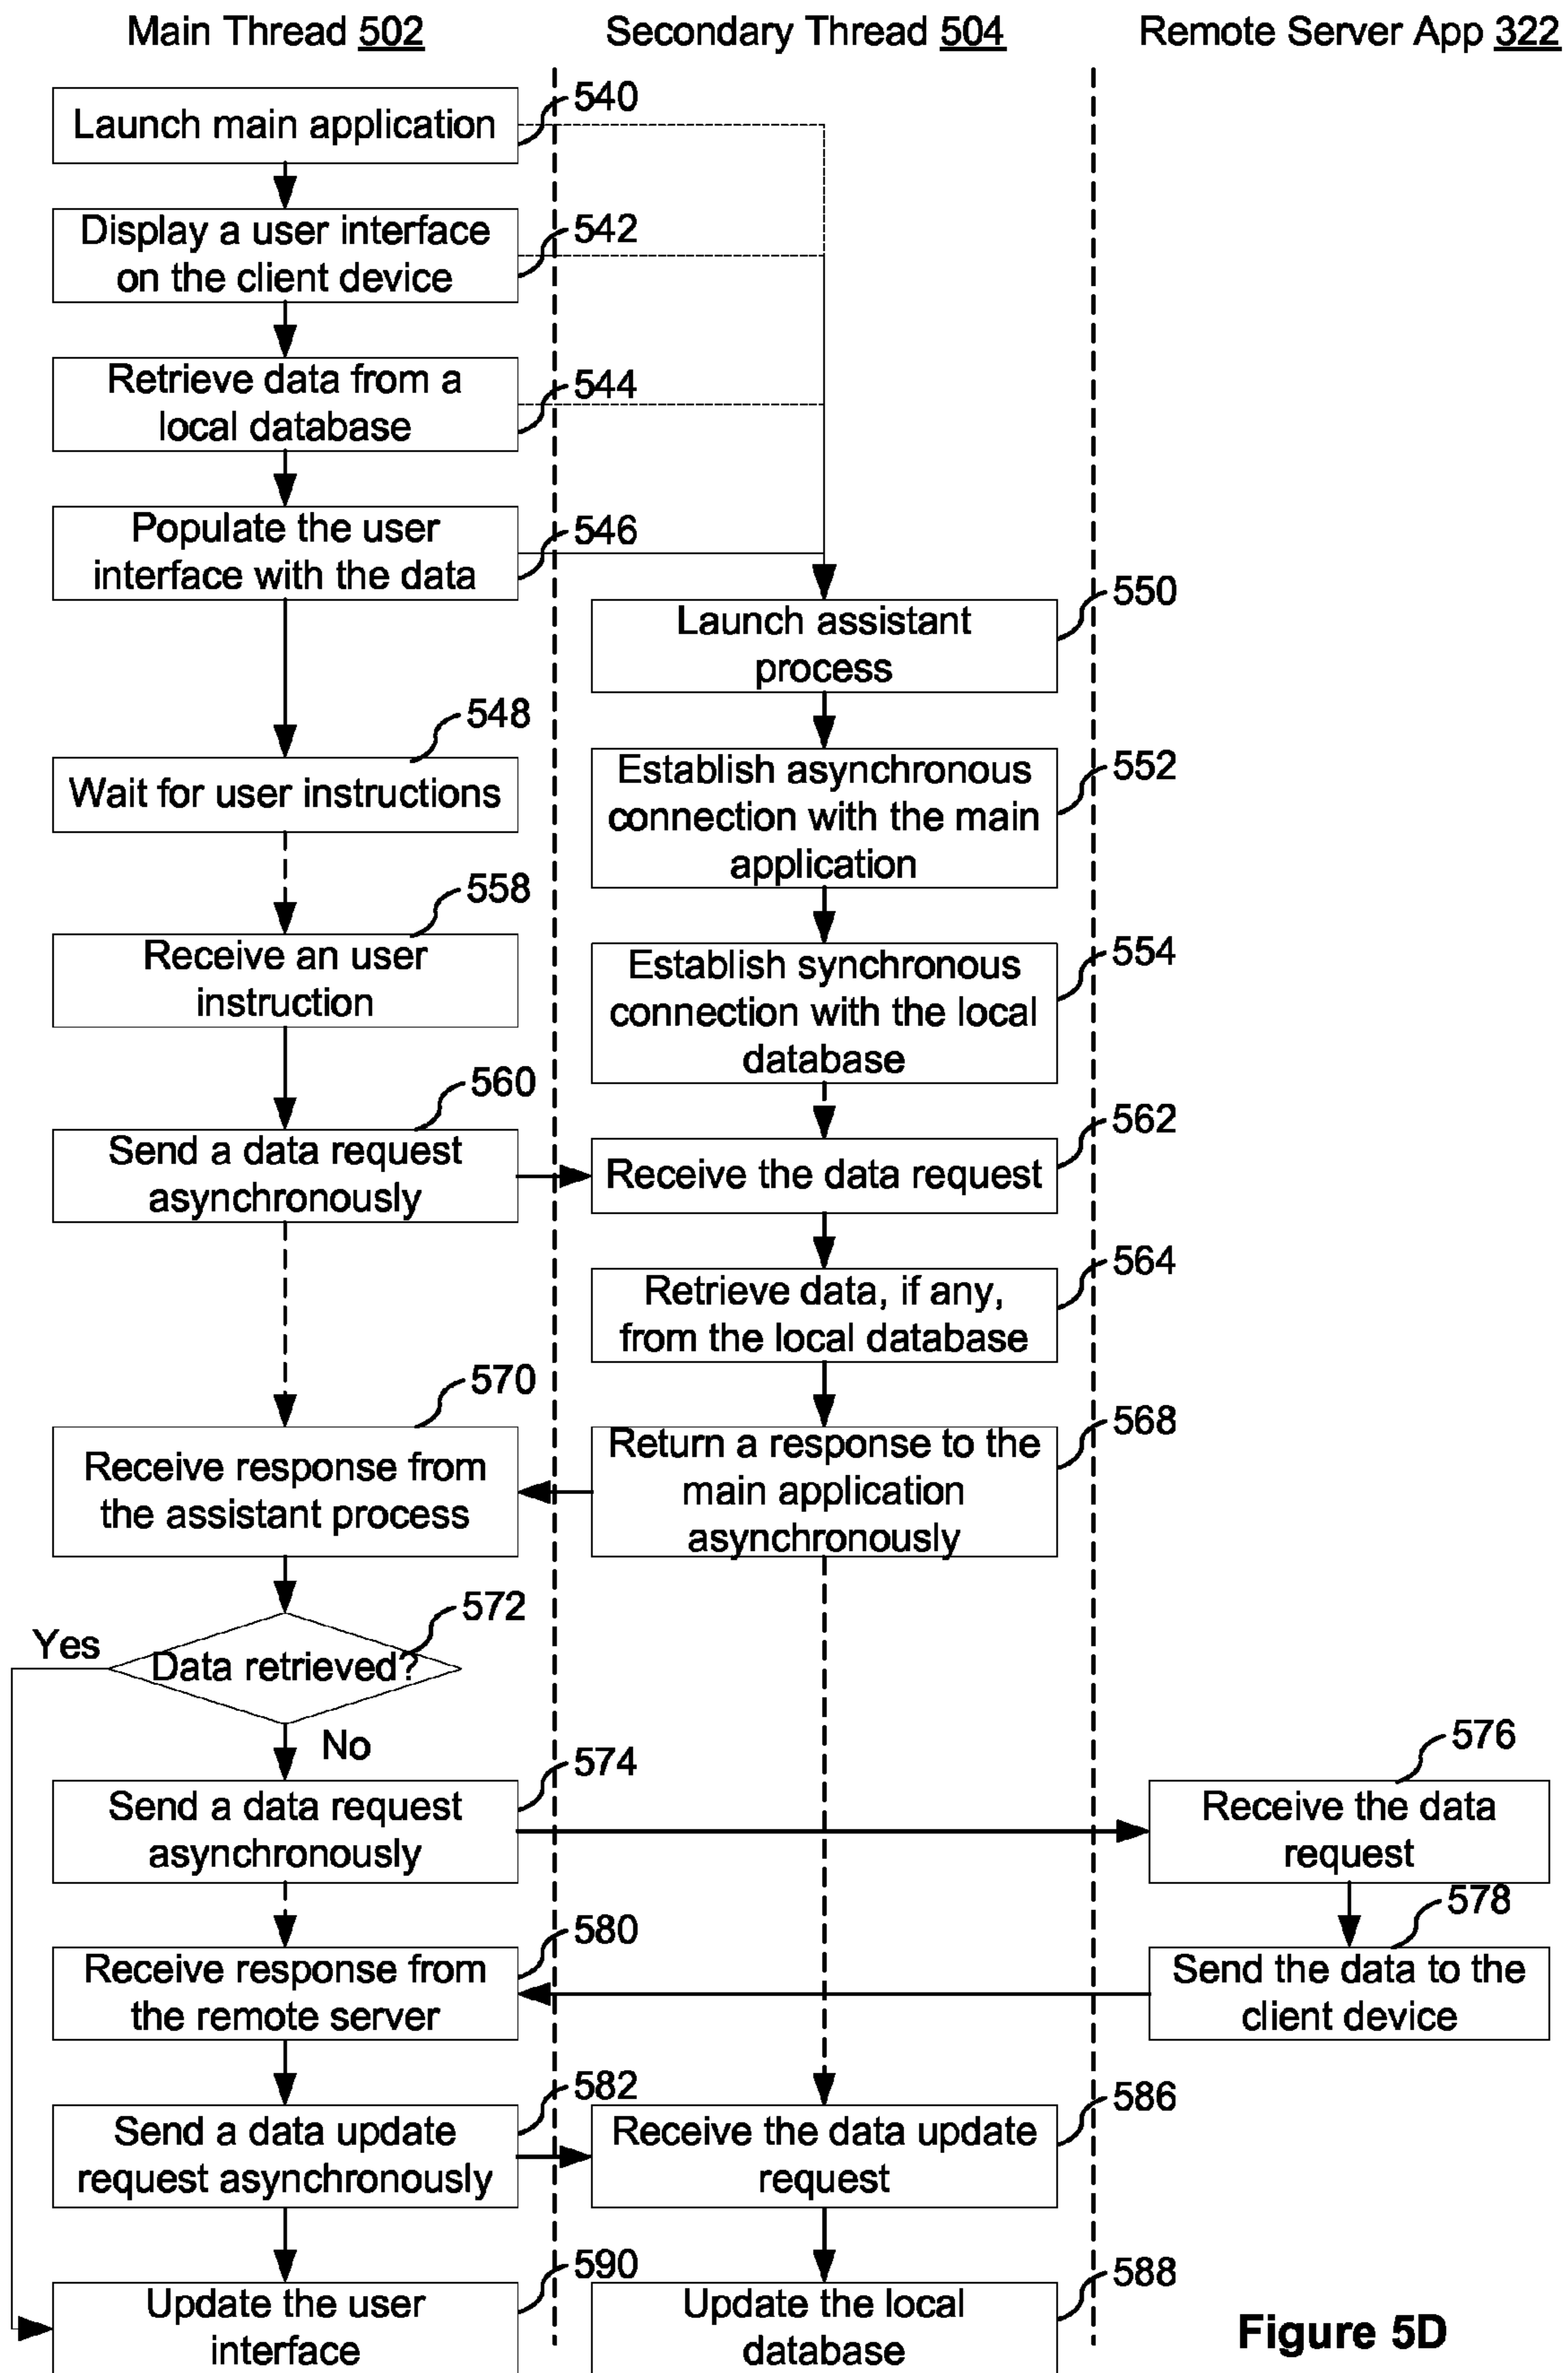 Main Thread 502
Secondary Thread 504
Remote Server App 322
Launch main application
540
Display a user interface
on the client device
542
Retrieve data from a
local database
544
Populate the user
interface with the data
546
Launch assistant
process
550
Wait for user instructions
548
Establish asynchronous
connection with the main
application
552
Receive an user
instruction
558
Establish synchronous
connection with the local
database
554
Send a data request
asynchronously
560
Receive the data request
562
Retrieve data, if any,
from the local database
564
Receive response from
the assistant process
570
Return a response to the
main application
asynchronously
568
Data retrieved?
572
Yes
No
Send a data request
asynchronously
574
Receive the data
request
576
Receive response from
the remote server
580
Send the data to the
client device
578
Send a data update
request asynchronously
582
Receive the data update
request
586
Update the user
interface
590
Update the local
database
588
Figure 5D